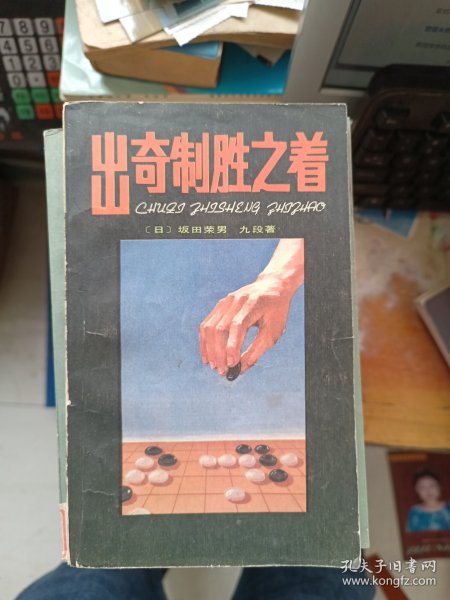 出奇制胜之着
CHUQI ZHISHENG ZHIZHAO
〔日〕坂田荣男 九段著
孔夫子旧书网
www.kongfz.com